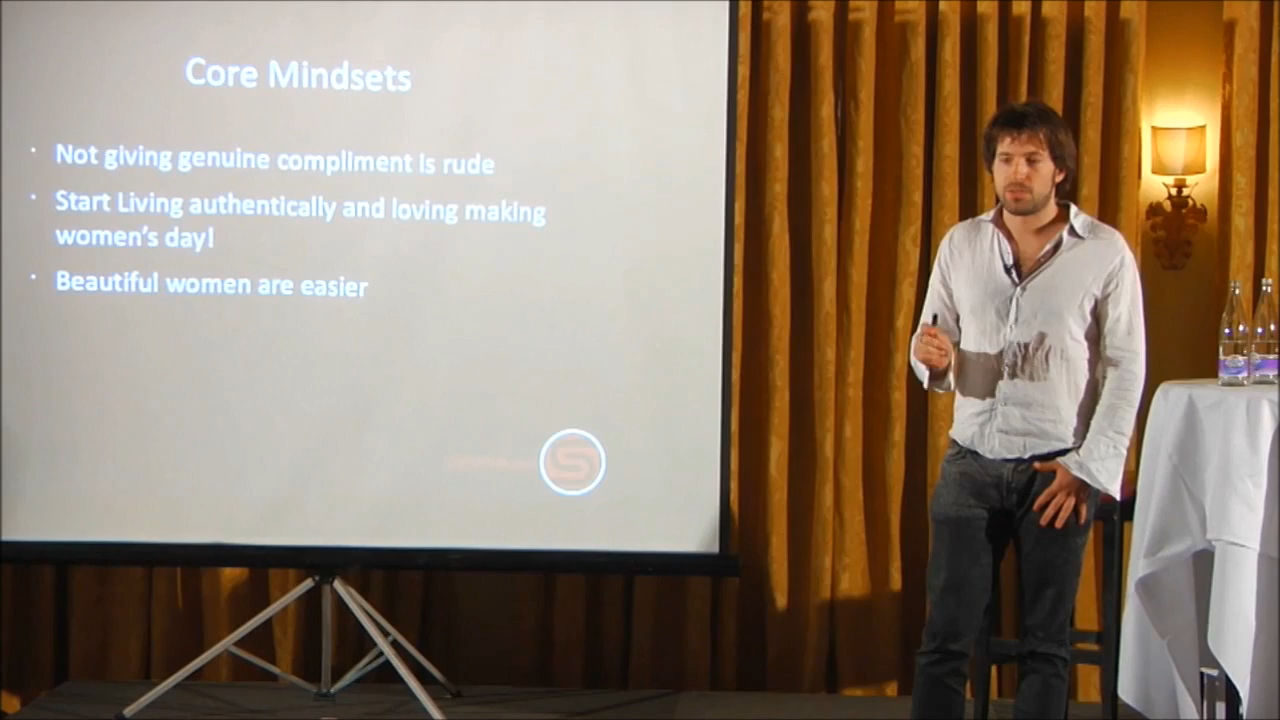 Core Mindsets
· Not giving genuine compliment is rude
· Start Living authentically and loving making
women's day!
· Beautiful women are easier
S